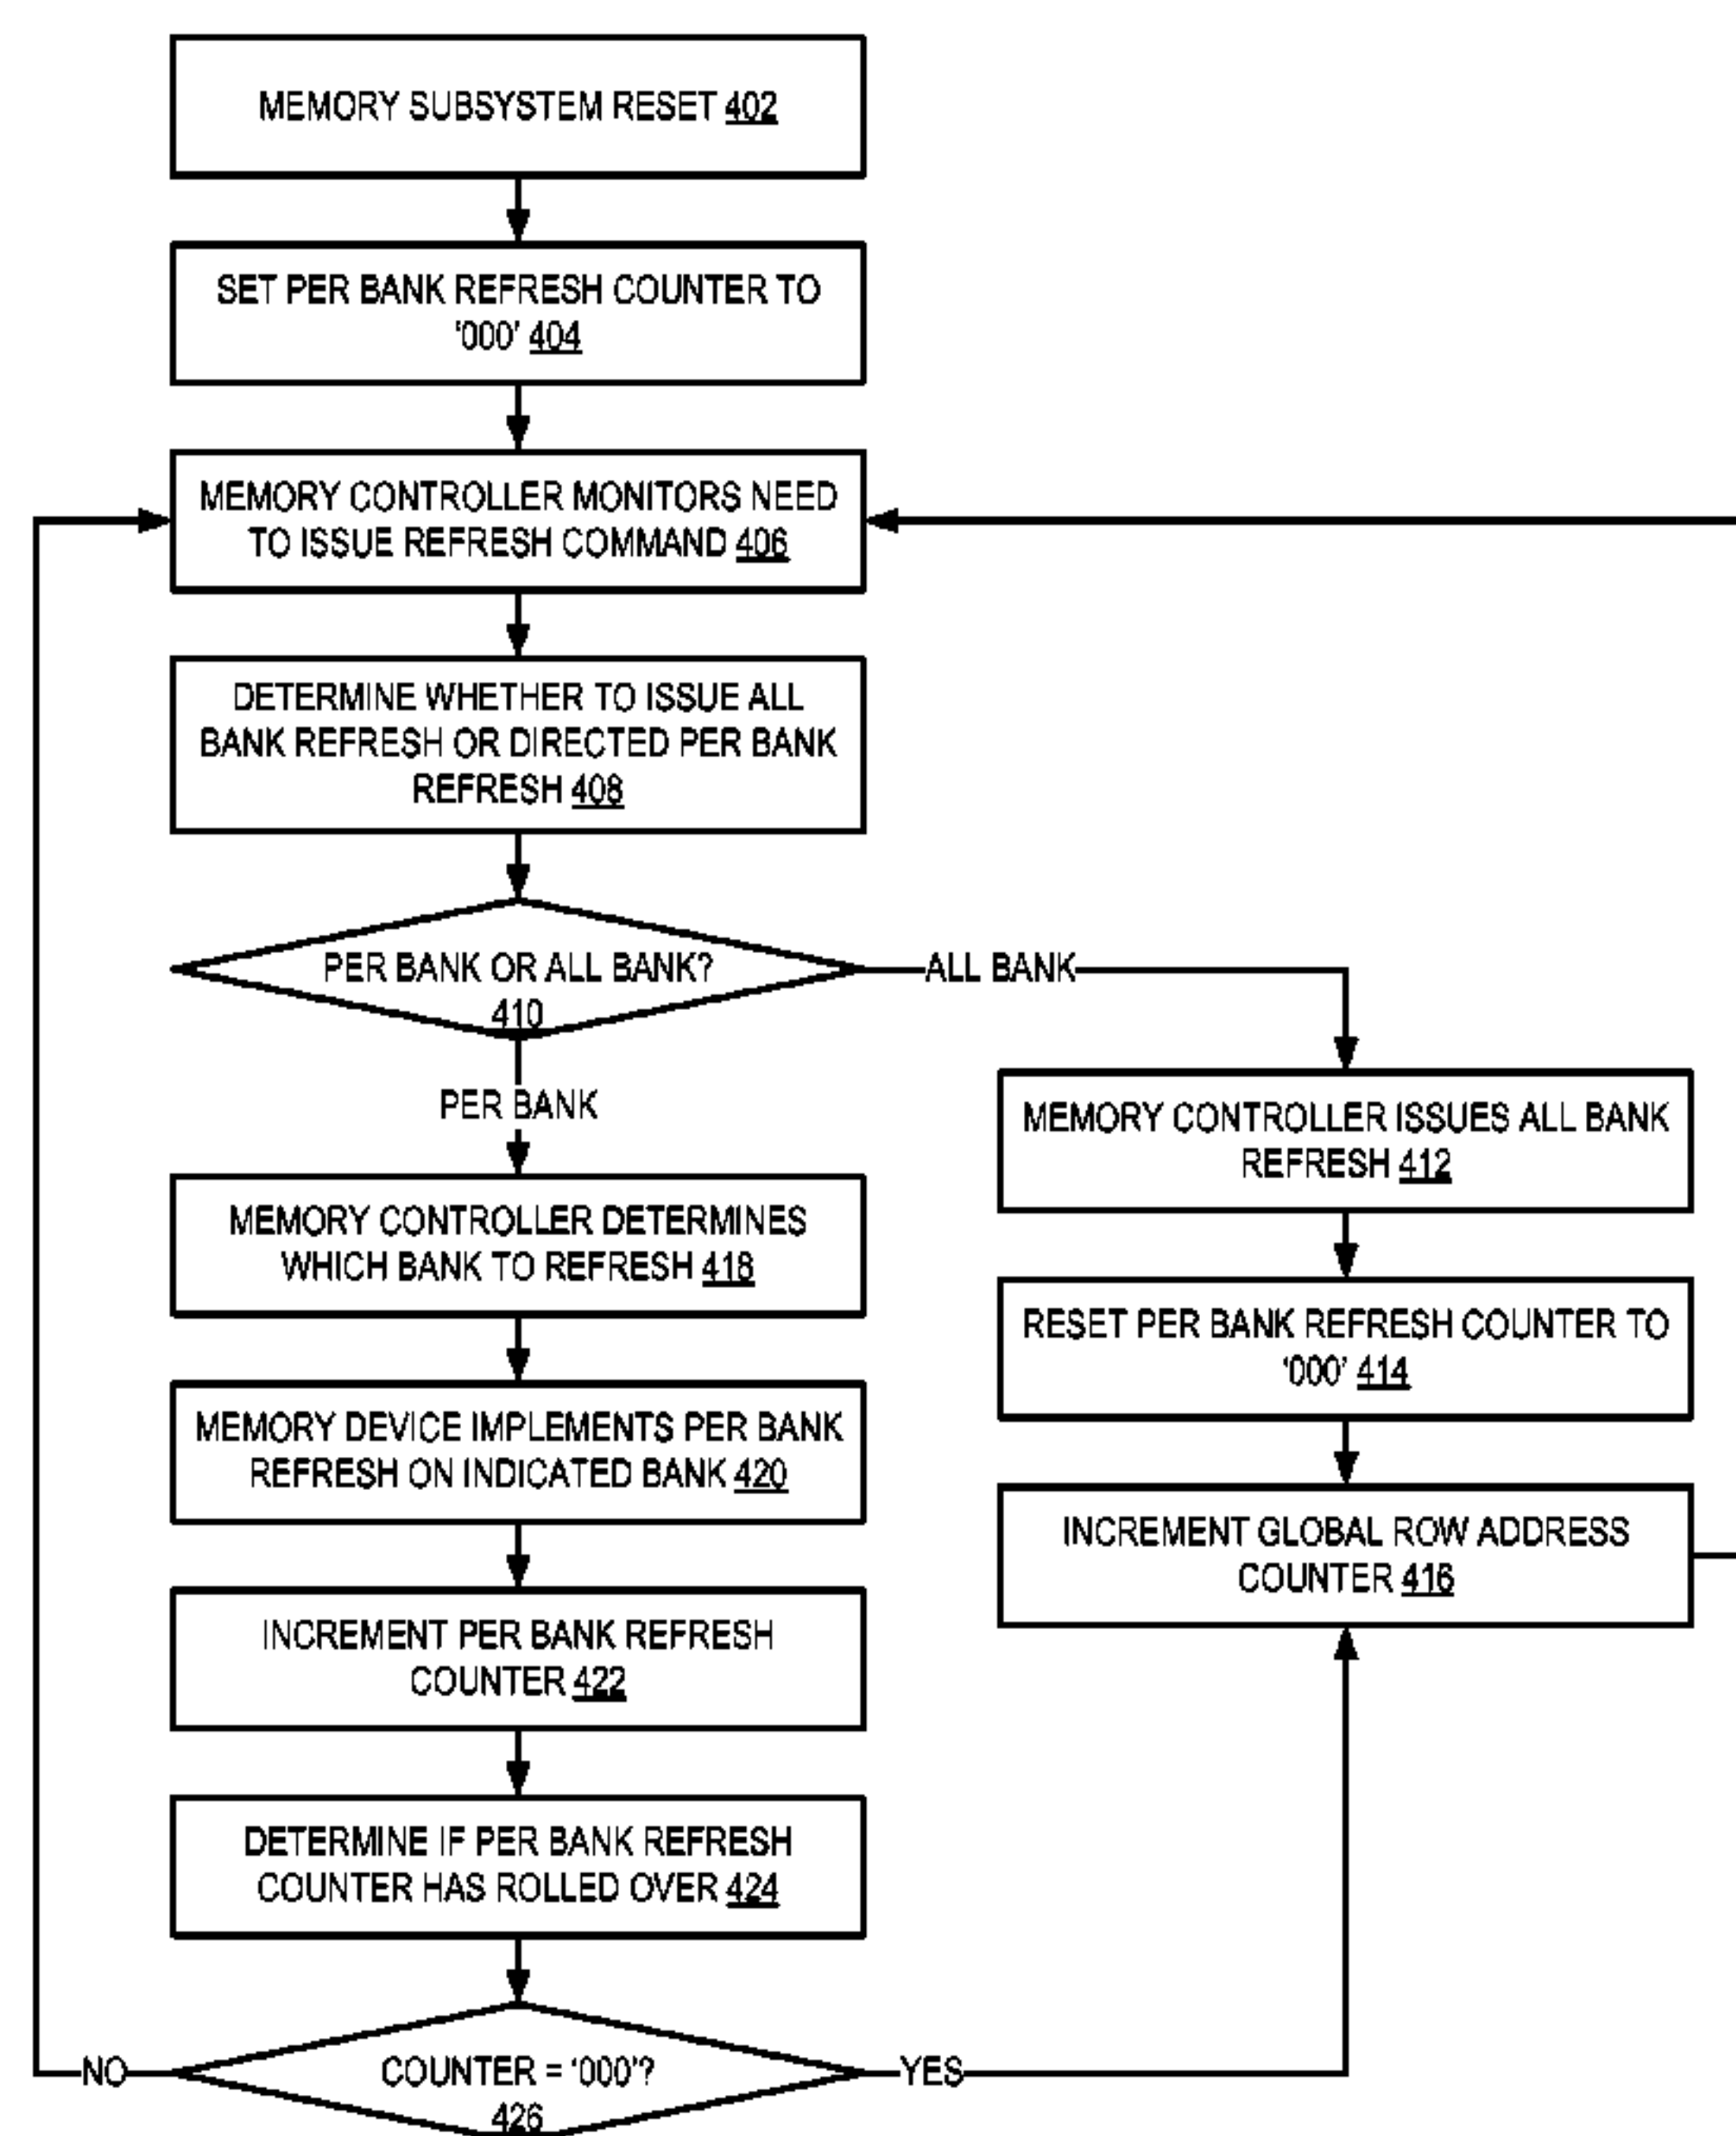 MEMORY SUBSYSTEM RESET 402
SET PER BANK REFRESH COUNTER TO
‘000’ 404
MEMORY CONTROLLER MONITORS NEED
TO ISSUE REFRESH COMMAND 406
DETERMINE WHETHER TO ISSUE ALL
BANK REFRESH OR DIRECTED PER BANK
REFRESH 408
PER BANK OR ALL BANK?
410
ALL BANK
PER BANK
MEMORY CONTROLLER ISSUES ALL BANK
REFRESH 412
RESET PER BANK REFRESH COUNTER TO
‘000’ 414
INCREMENT GLOBAL ROW ADDRESS
COUNTER 416
MEMORY CONTROLLER DETERMINES
WHICH BANK TO REFRESH 418
MEMORY DEVICE IMPLEMENTS PER BANK
REFRESH ON INDICATED BANK 420
INCREMENT PER BANK REFRESH
COUNTER 422
DETERMINE IF PER BANK REFRESH
COUNTER HAS ROLLED OVER 424
NO
COUNTER = ‘000’?
426
YES